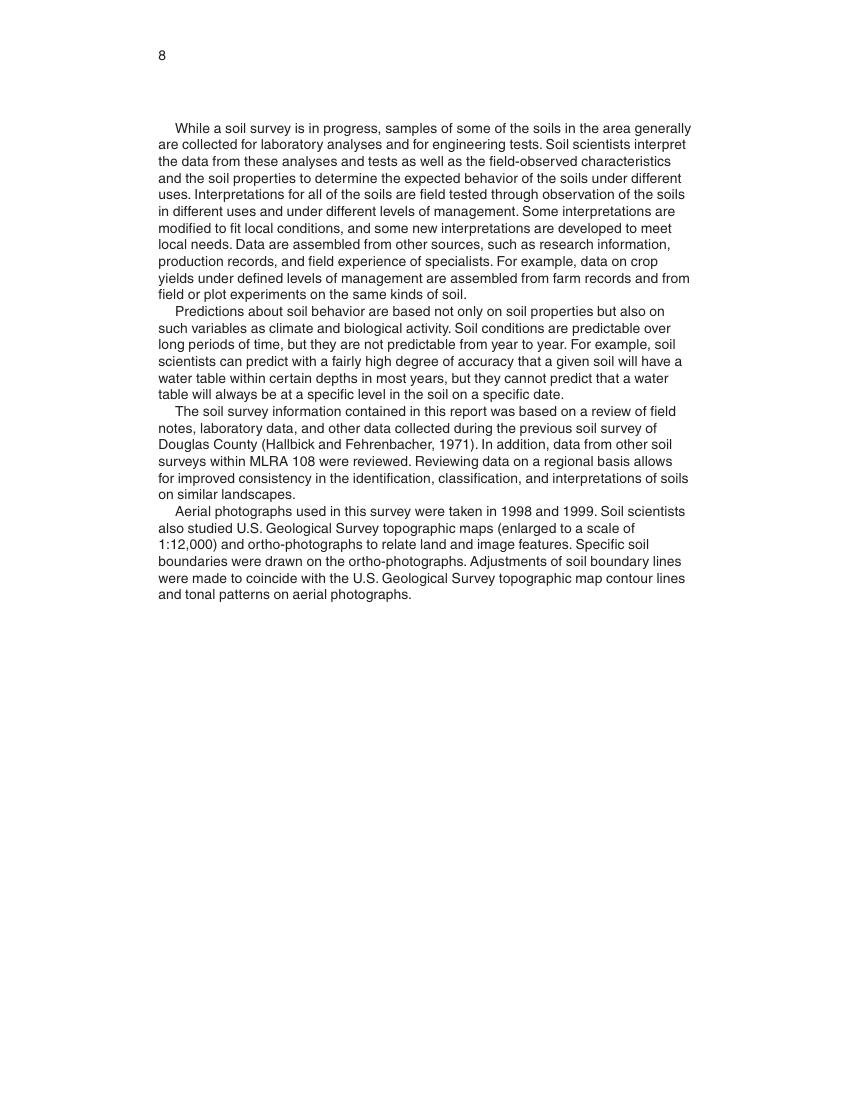 8
While a soil survey is in progress, samples of some of the soils in the area generally
are collected for laboratory analyses and for engineering tests. Soil scientists interpret
the data from these analyses and tests as well as the field-observed characteristics
and the soil properties to determine the expected behavior of the soils under different
uses. Interpretations for all of the soils are field tested through observation of the soils
in different uses and under different levels of management. Some interpretations are
modified to fit local conditions, and some new interpretations are developed to meet
local needs. Data are assembled from other sources, such as research information,
production records, and field experience of specialists. For example, data on crop
yields under defined levels of management are assembled from farm records and from
field or plot experiments on the same kinds of soil.
Predictions about soil behavior are based not only on soil properties but also on
such variables as climate and biological activity. Soil conditions are predictable over
long periods of time, but they are not predictable from year to year. For example, soil
scientists can predict with a fairly high degree of accuracy that a given soil will have a
water table within certain depths in most years, but they cannot predict that a water
table will always be at a specific level in the soil on a specific date.
The soil survey information contained in this report was based on a review of field
notes, laboratory data, and other data collected during the previous soil survey of
Douglas County (Hallbick and Fehrenbacher, 1971). In addition, data from other soil
surveys within MLRA 108 were reviewed. Reviewing data on a regional basis allows
for improved consistency in the identification, classification, and interpretations of soils
on similar landscapes.
Aerial photographs used in this survey were taken in 1998 and 1999. Soil scientists
also studied U.S. Geological Survey topographic maps (enlarged to a scale of
1:12,000) and ortho-photographs to relate land and image features. Specific soil
boundaries were drawn on the ortho-photographs. Adjustments of soil boundary lines
were made to coincide with the U.S. Geological Survey topographic map contour lines
and tonal patterns on aerial photographs.